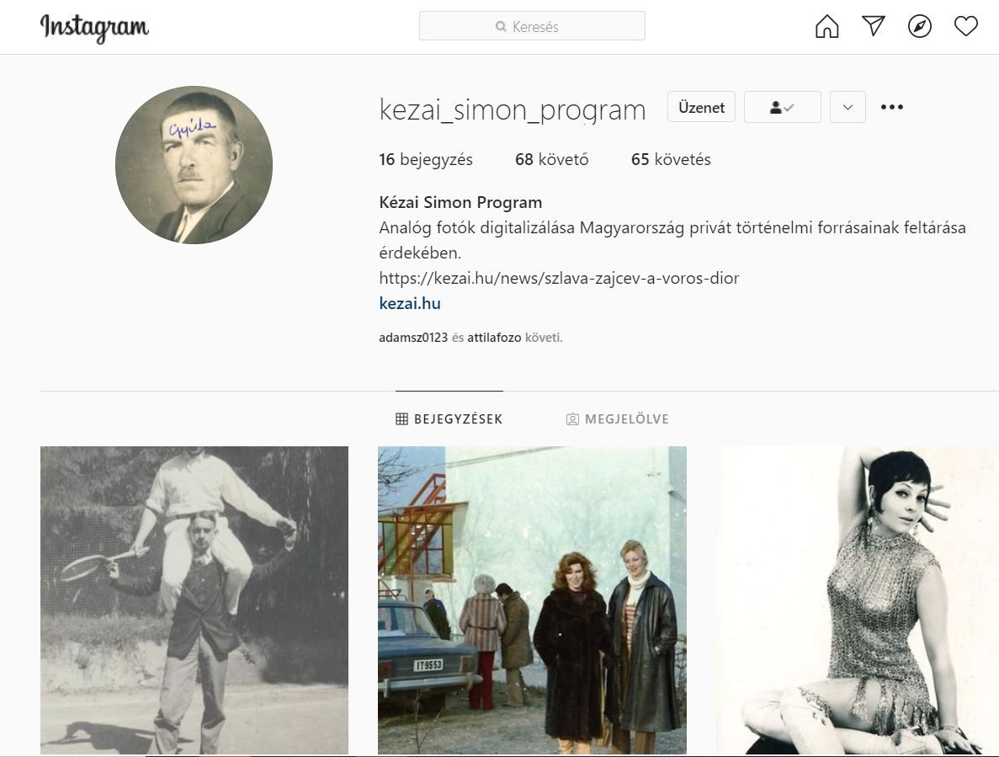 Instagram
Keresés
kezai_simon_program
Üzenet
16 bejegyzés 68 követő 65 követés
Kézai Simon Program
Analóg fotók digitalizálása Magyarország privát történelmi forrásainak feltárása
érdekében.
https://kezai.hu/news/szlava-zajcev-a-voros-dior
kezai.hu
adamsz0123 és attilafozo követi.
BEJEGYZÉSEK MEGJELÖLVE
IT 9553